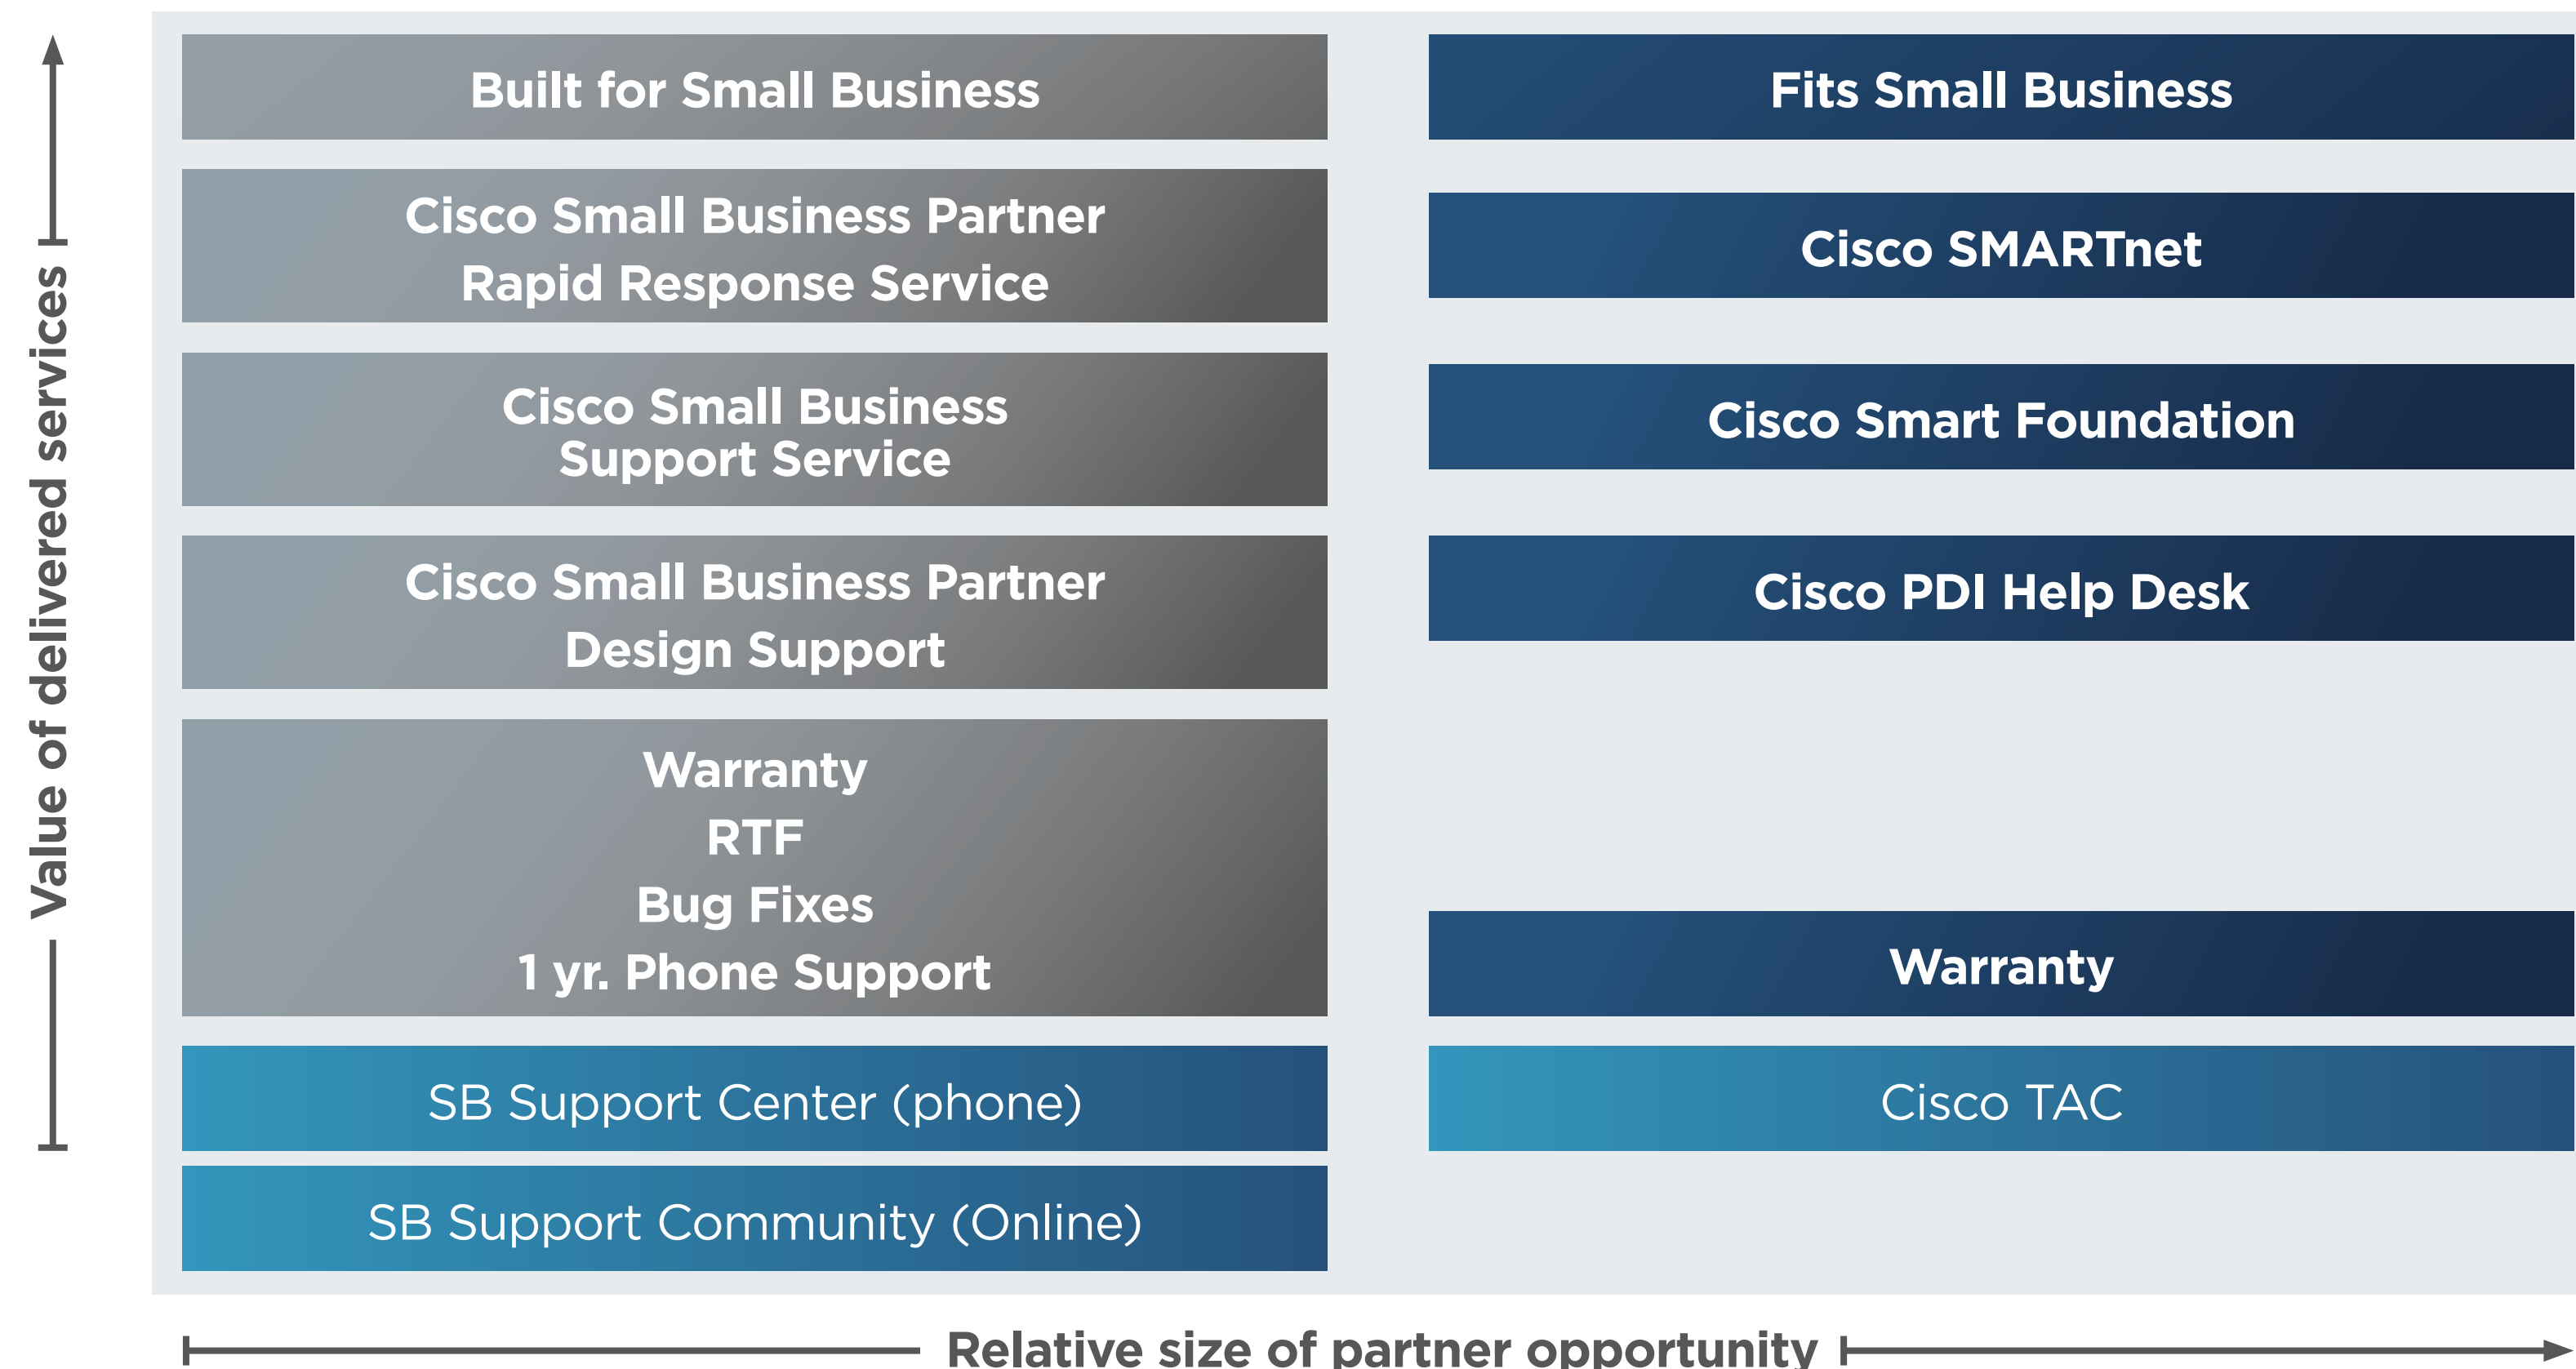 Value of delivered services
Built for Small Business
Fits Small Business
Cisco Small Business Partner
Rapid Response Service
Cisco SMARTnet
Cisco Small Business
Support Service
Cisco Smart Foundation
Cisco Small Business Partner
Design Support
Cisco PDI Help Desk
Warranty
RTF
Bug Fixes
1 yr. Phone Support
Warranty
SB Support Center (phone)
Cisco TAC
SB Support Community (Online)
Relative size of partner opportunity